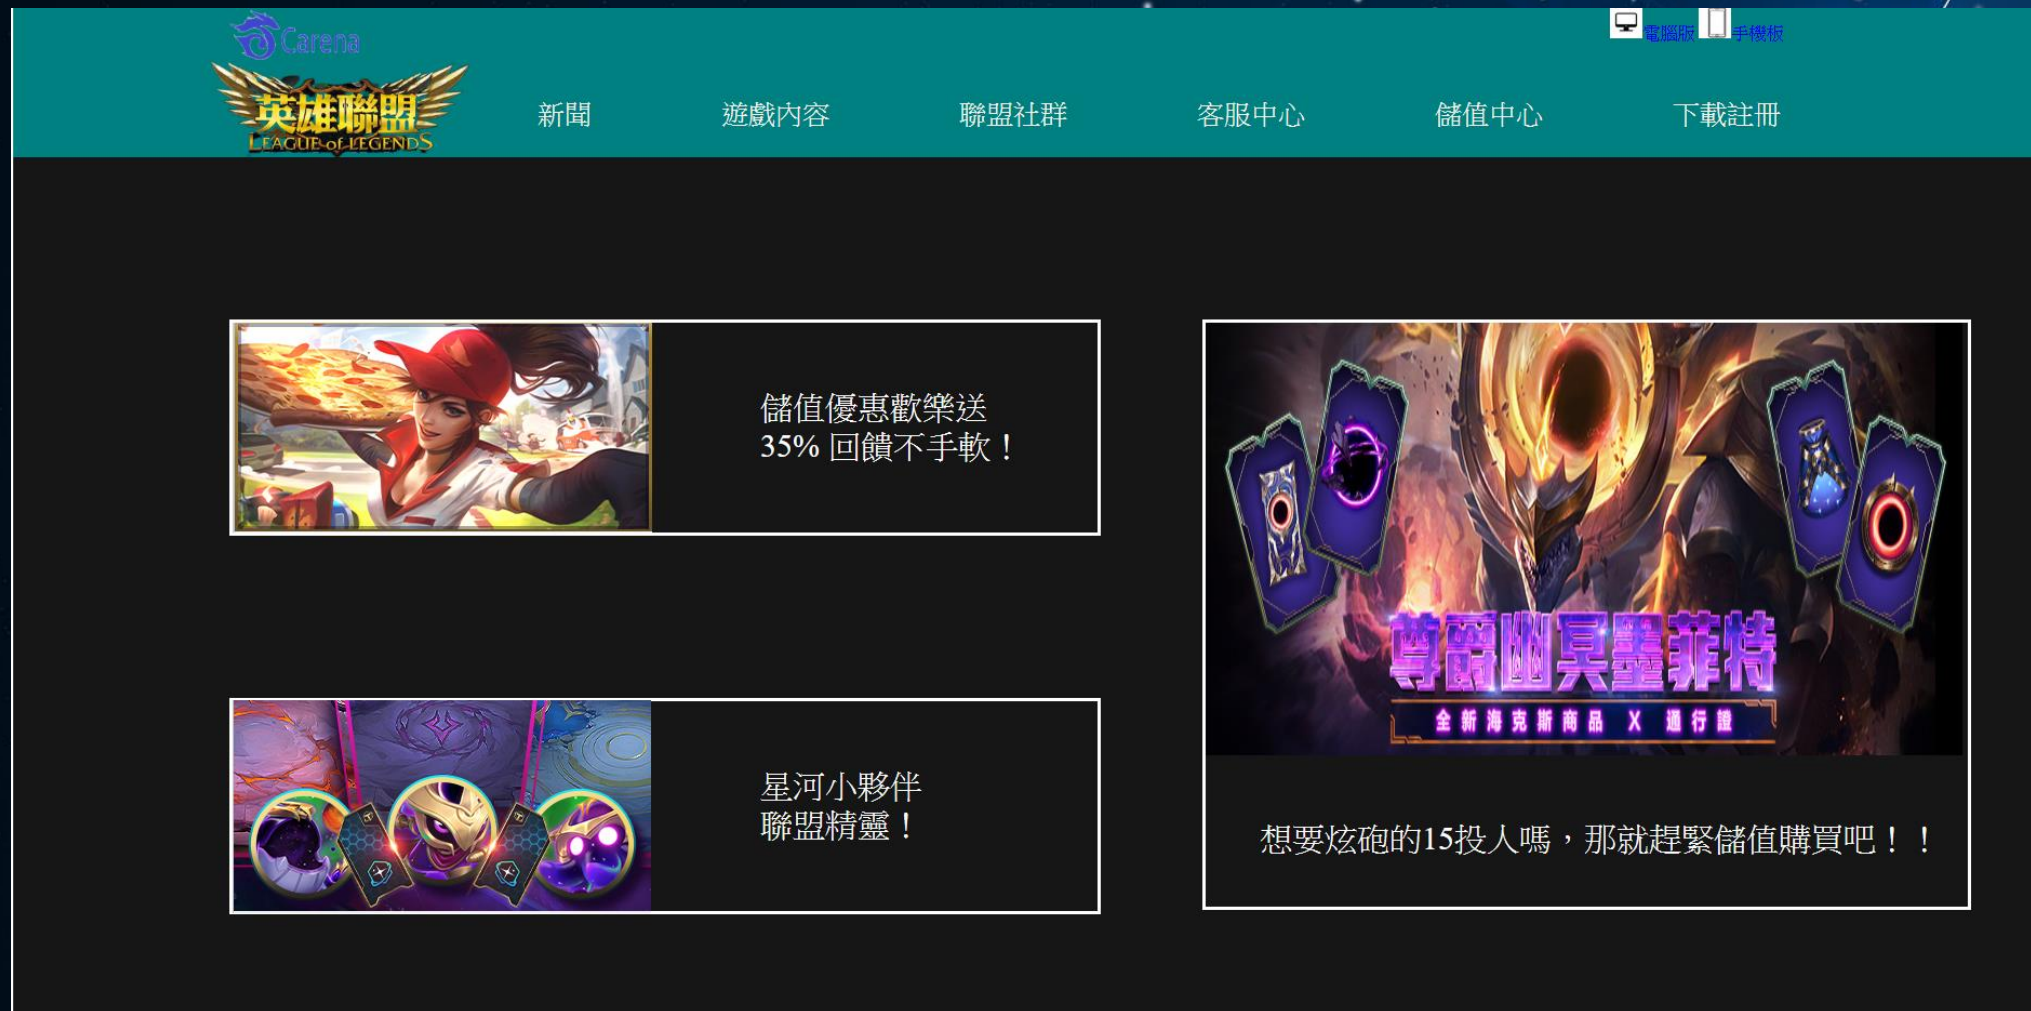 Carena
電腦版 手機板
英雄聯盟
LEAGUE of LEGENDS
新聞 遊戲內容 聯盟社群 客服中心 儲值中心 下載註冊
儲值優惠歡樂送
35% 回饋不手軟！
星河小夥伴
聯盟精靈！
尊爵幽冥墨菲特
全新海克斯商品 X 通行證
想要炫砲的15投人嗎，那就趕緊儲值購買吧！！